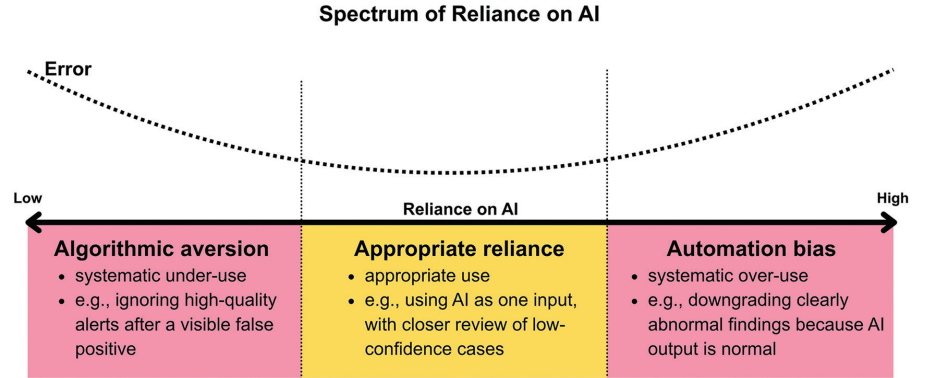 Spectrum of Reliance on AI
Error
Low
High
Reliance on AI
Algorithmic aversion
• systematic under-use
• e.g., ignoring high-quality
alerts after a visible false
positive
Appropriate reliance
• appropriate use
• e.g., using AI as one input,
with closer review of low-
confidence cases
Automation bias
• systematic over-use
• e.g., downgrading clearly
abnormal findings because AI
output is normal